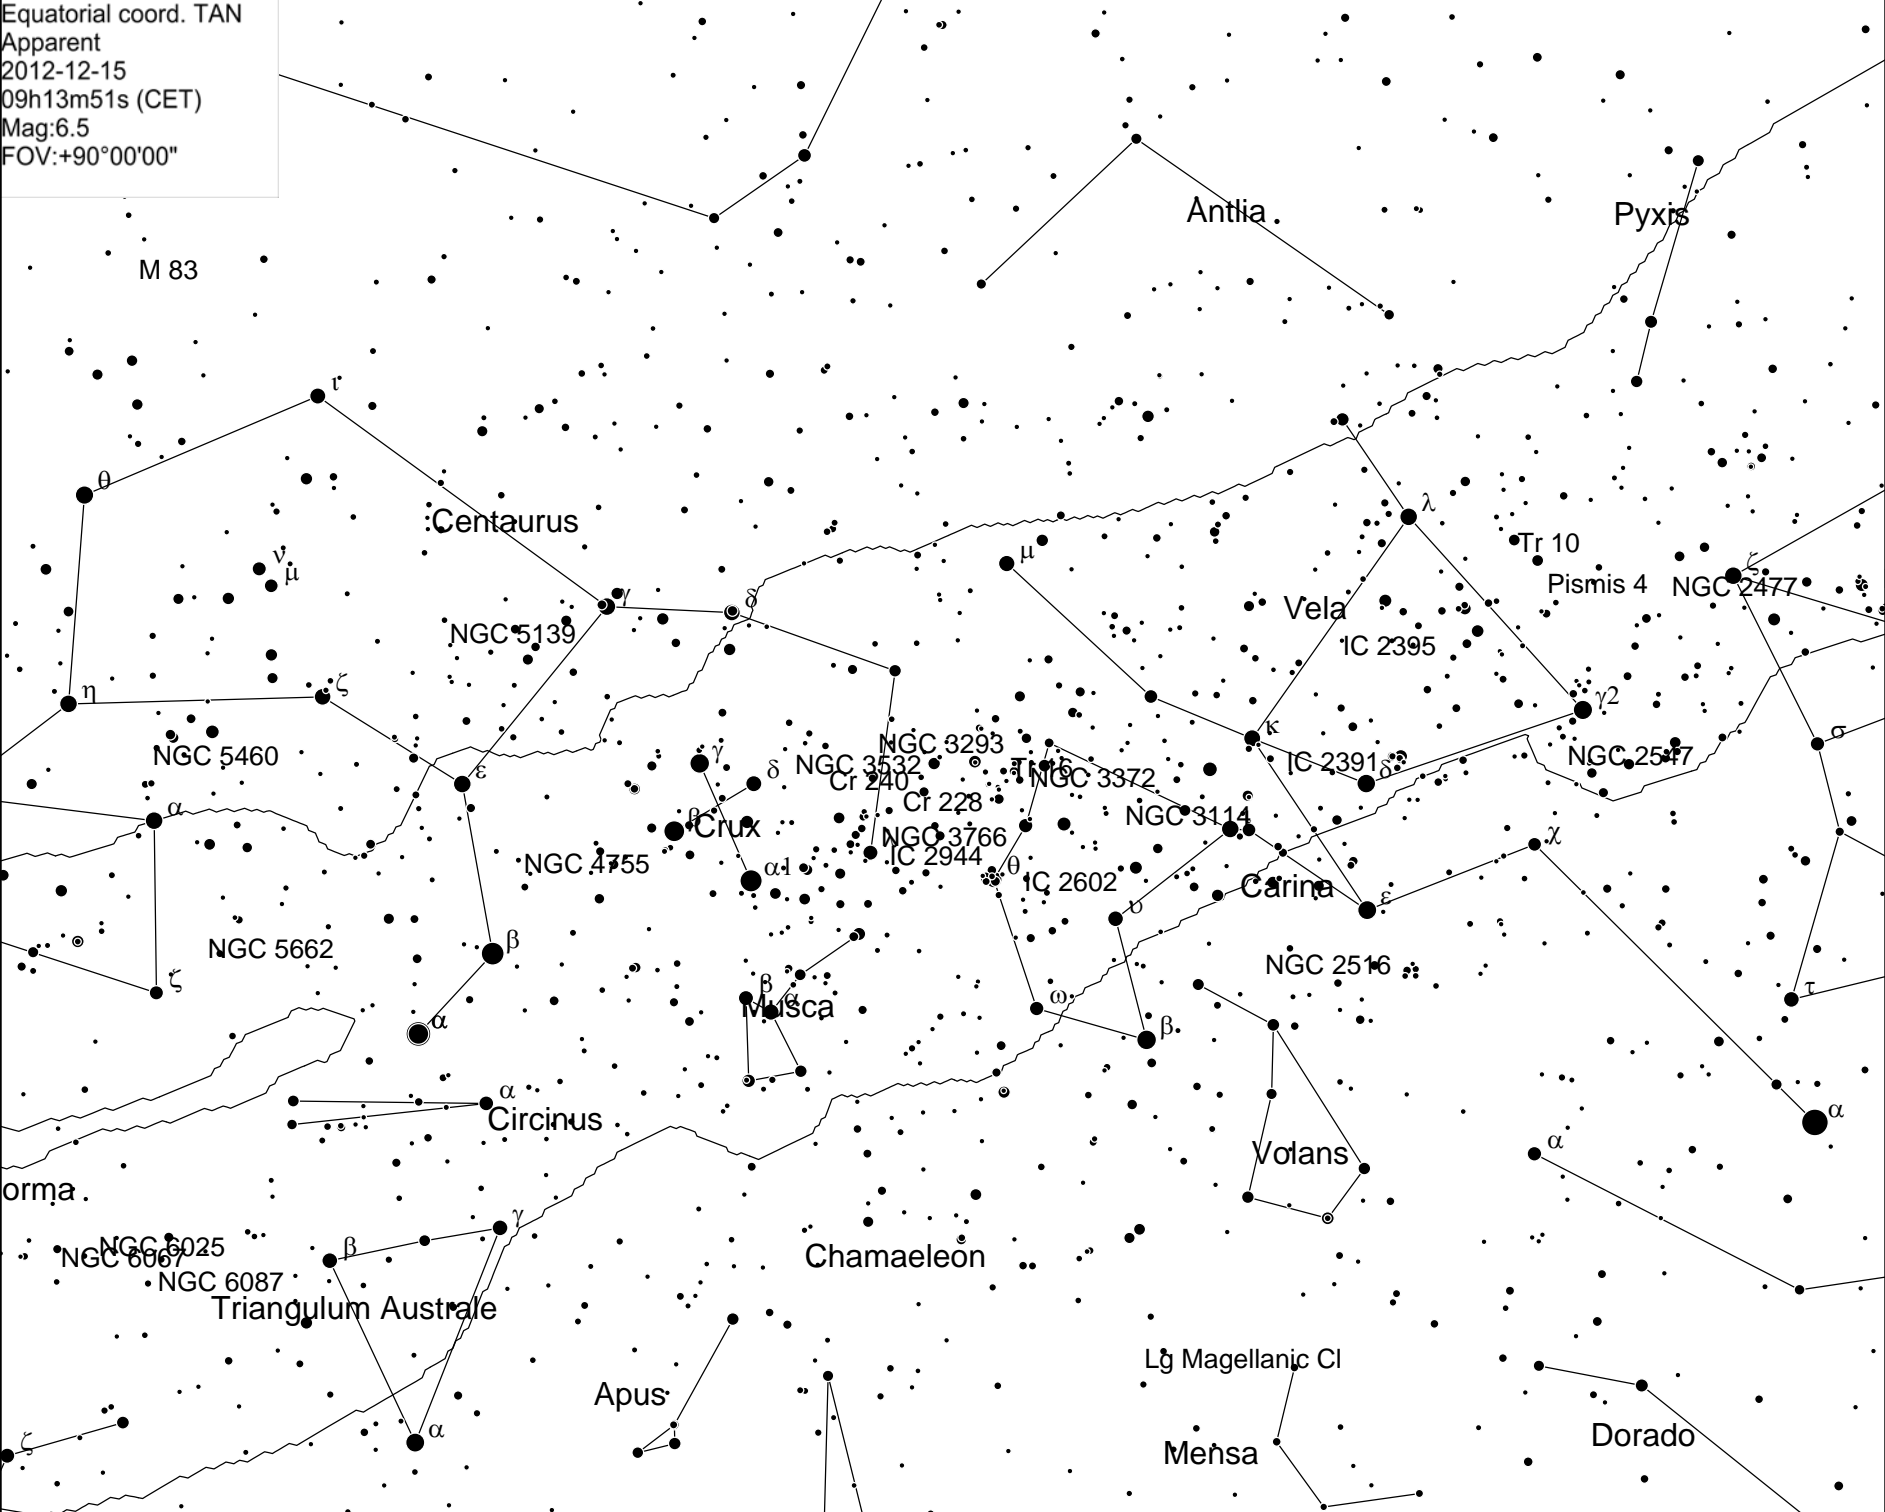 Equatorial coord. TAN
Apparent
2012-12-15
09h13m51s (CET)
Mag:6.5
FOV:+90°00'00"
Antlia
Pyxis
M 83
ι
θ
λ
Centaurus
Tr 10
μ
ν
μ
ζ
Pismis 4
NGC 2477
γ
δ
Vela
NGC 5139
IC 2395
η
ζ
γ2
κ
σ
NGC 5460
γ
NGC 3293
NGC 3532
Tr 16
IC 2391
δ
NGC 2547
ε
δ
Cr 240
NGC 3372
Cr 228
α
β
Crux
NGC 3114
NGC 3766
χ
NGC 4755
α1
IC 2944
θ
IC 2602
Carina
ε
υ
NGC 5662
β
NGC 2516
ζ
β
α
Musca
ω
τ
α
β
α
Circinus
α
α
Volans
orma
γ
NGC 6025
NGC 6067
β
Chamaeleon
NGC 6087
Triangulum Australe
Lg Magellanic Cl
Apus
ζ
α
Mensa
Dorado